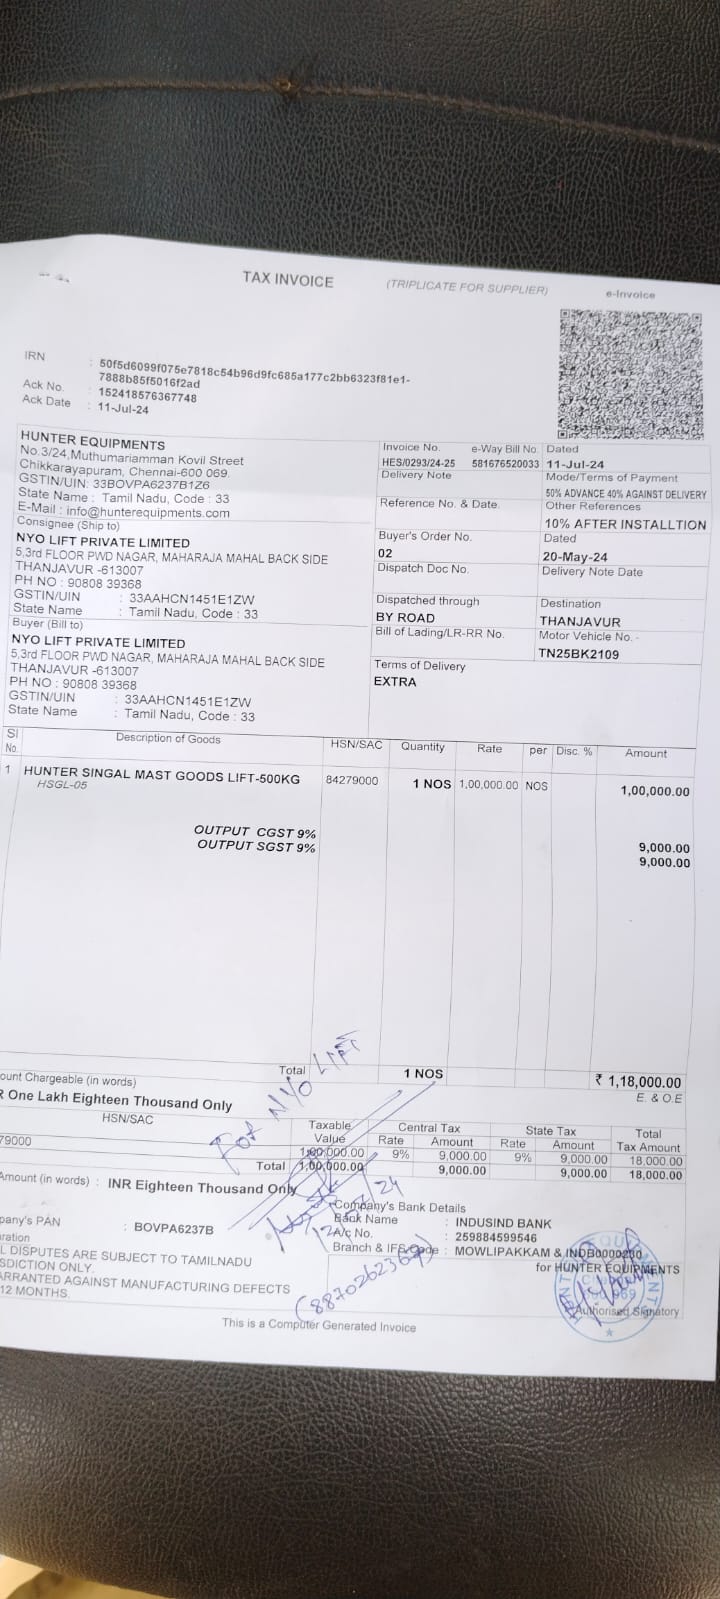 TAX INVOICE
(TRIPLICATE FOR SUPPLIER)
e-Invoice
IRN : 50f5d6099f075e7818c54b96d9fc685a177c2bb6323f81e1-
7888b85f5016f2ad
Ack No. : 152418576367748
Ack Date : 11-Jul-24
HUNTER EQUIPMENTS
No.3/24,Muthumariamman Kovil Street
Chikkarayapuram, Chennai-600 069.
GSTIN/UIN: 33BOVPA6237B1Z6
State Name : Tamil Nadu, Code : 33
E-Mail : info@hunterequipments.com
Consignee (Ship to)
NYO LIFT PRIVATE LIMITED
5,3rd FLOOR PWD NAGAR, MAHARAJA MAHAL BACK SIDE
THANJAVUR -613007
PH NO : 90808 39368
GSTIN/UIN : 33AAHCN1451E1ZW
State Name : Tamil Nadu, Code : 33
Buyer (Bill to)
NYO LIFT PRIVATE LIMITED
5,3rd FLOOR PWD NAGAR, MAHARAJA MAHAL BACK SIDE
THANJAVUR -613007
PH NO : 90808 39368
GSTIN/UIN : 33AAHCN1451E1ZW
State Name : Tamil Nadu, Code : 33
Invoice No. e-Way Bill No. Dated
HES/0293/24-25 581676520033 11-Jul-24
Delivery Note Mode/Terms of Payment
50% ADVANCE 40% AGAINST DELIVERY
Reference No. & Date. Other References
10% AFTER INSTALLTION
Buyer's Order No. Dated
02 20-May-24
Dispatch Doc No. Delivery Note Date
Dispatched through Destination
BY ROAD THANJAVUR
Bill of Lading/LR-RR No. Motor Vehicle No.
TN25BK2109
Terms of Delivery
EXTRA
Sl No. Description of Goods HSN/SAC Quantity Rate per Disc. % Amount
1 HUNTER SINGAL MAST GOODS LIFT-500KG 84279000 1 NOS 1,00,000.00 NOS 1,00,000.00
HSGL-05
OUTPUT CGST 9% 9,000.00
OUTPUT SGST 9% 9,000.00
Total 1 NOS ₹ 1,18,000.00
ount Chargeable (in words) E. & O.E
R One Lakh Eighteen Thousand Only
HSN/SAC Taxable Value Central Tax State Tax Total Tax Amount
Rate Amount Rate Amount
79000 1,00,000.00 9% 9,000.00 9% 9,000.00 18,000.00
Total 1,00,000.00 9,000.00 9,000.00 18,000.00
Amount (in words) : INR Eighteen Thousand Only
For NYO LIFT
(8870262367)
Company's Bank Details
Bank Name : INDUSIND BANK
A/c No. : 259884599546
Branch & IFS Code : MOWLIPAKKAM & INDB0000230
pany's PAN : BOVPA6237B
ration
L DISPUTES ARE SUBJECT TO TAMILNADU
SDICTION ONLY.
ARRANTED AGAINST MANUFACTURING DEFECTS
12 MONTHS.
for HUNTER EQUIPMENTS
Authorised Signatory
This is a Computer Generated Invoice